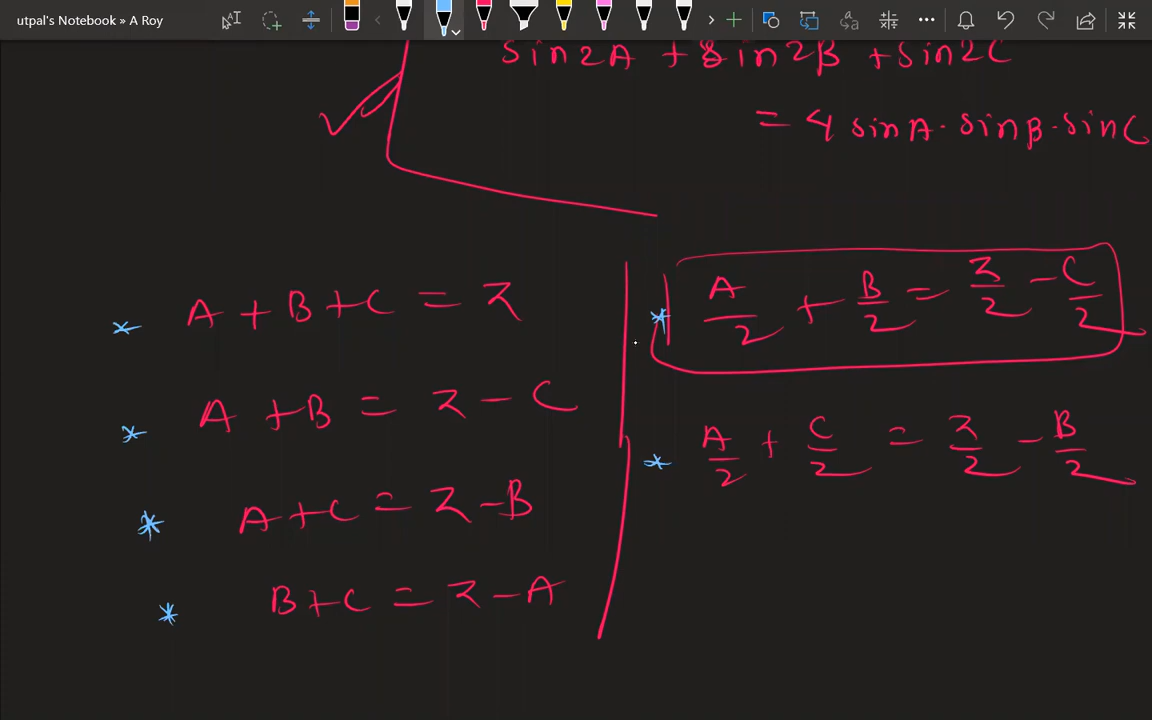 utpal's Notebook » A Roy
sin2A + sin2B + sin2C
= 4 sinA · sinB · sinC
* A + B + C = π
* A + B = π − C
* A + C = π − B
* B + C = π − A
* A/2 + B/2 = π/2 − C/2
* A/2 + C/2 = π/2 − B/2